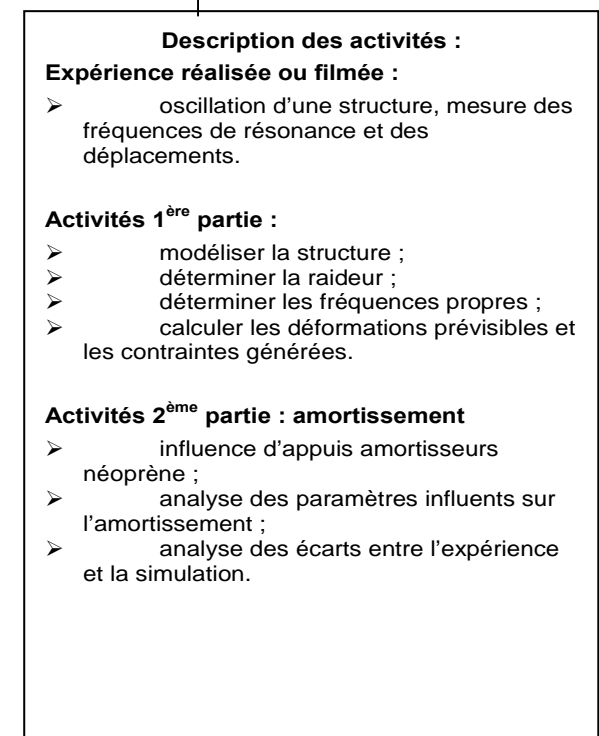 Description des activités :
Expérience réalisée ou filmée :
➢ oscillation d'une structure, mesure des
fréquences de résonance et des
déplacements.
Activités 1ère partie :
➢ modéliser la structure ;
➢ déterminer la raideur ;
➢ déterminer les fréquences propres ;
➢ calculer les déformations prévisibles et
les contraintes générées.
Activités 2ème partie : amortissement
➢ influence d'appuis amortisseurs
néoprène ;
➢ analyse des paramètres influents sur
l'amortissement ;
➢ analyse des écarts entre l'expérience
et la simulation.